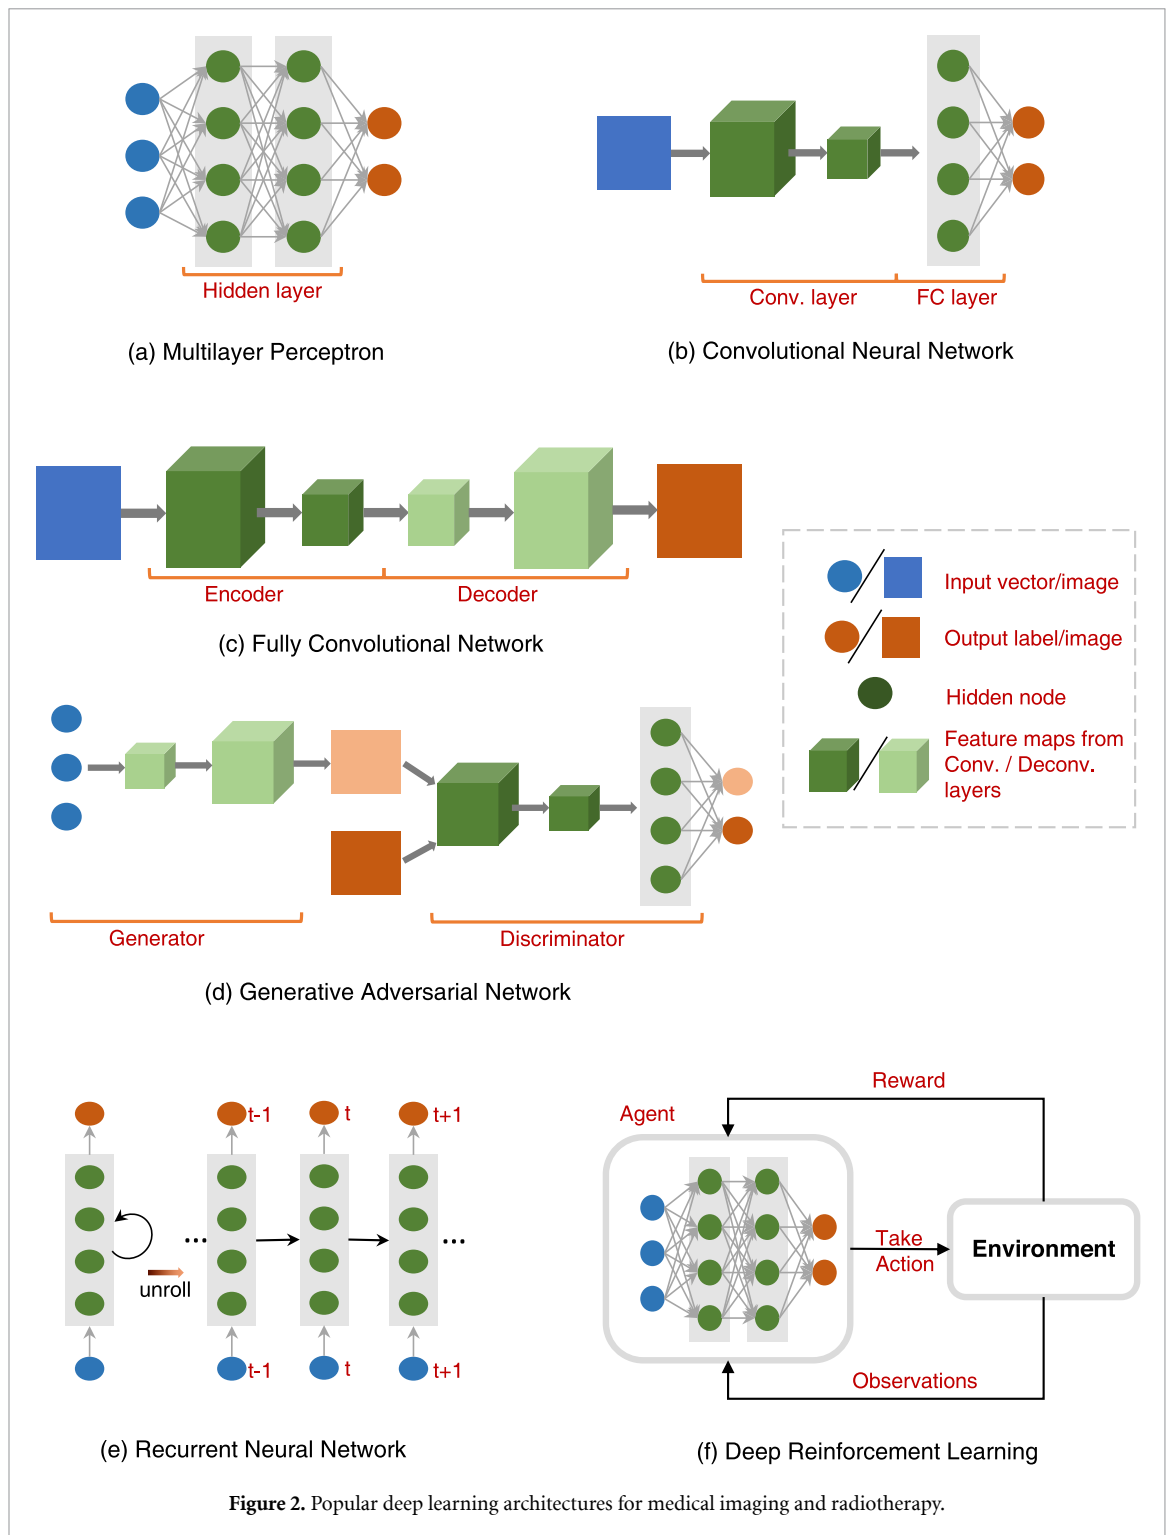 Hidden layer
(a) Multilayer Perceptron
Conv. layer
FC layer
(b) Convolutional Neural Network
Encoder
Decoder
(c) Fully Convolutional Network
Input vector/image
Output label/image
Hidden node
Feature maps from
Conv. / Deconv.
layers
Generator
Discriminator
(d) Generative Adversarial Network
t-1
t
t+1
...
...
unroll
t-1
t
t+1
(e) Recurrent Neural Network
Reward
Agent
Take
Action
Environment
Observations
(f) Deep Reinforcement Learning
Figure 2. Popular deep learning architectures for medical imaging and radiotherapy.